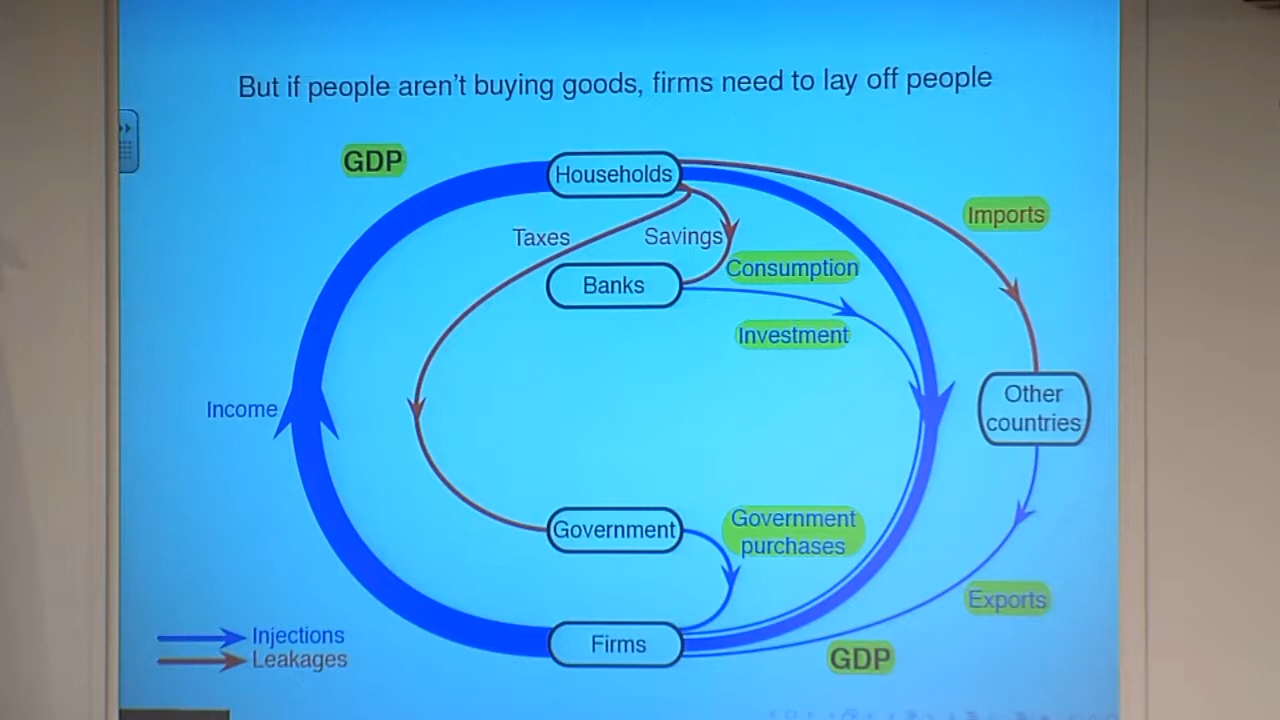 But if people aren't buying goods, firms need to lay off people
GDP
Households
Imports
Taxes
Savings
Consumption
Banks
Investment
Income
Other
countries
Government
Government
purchases
Exports
Injections
Firms
Leakages
GDP